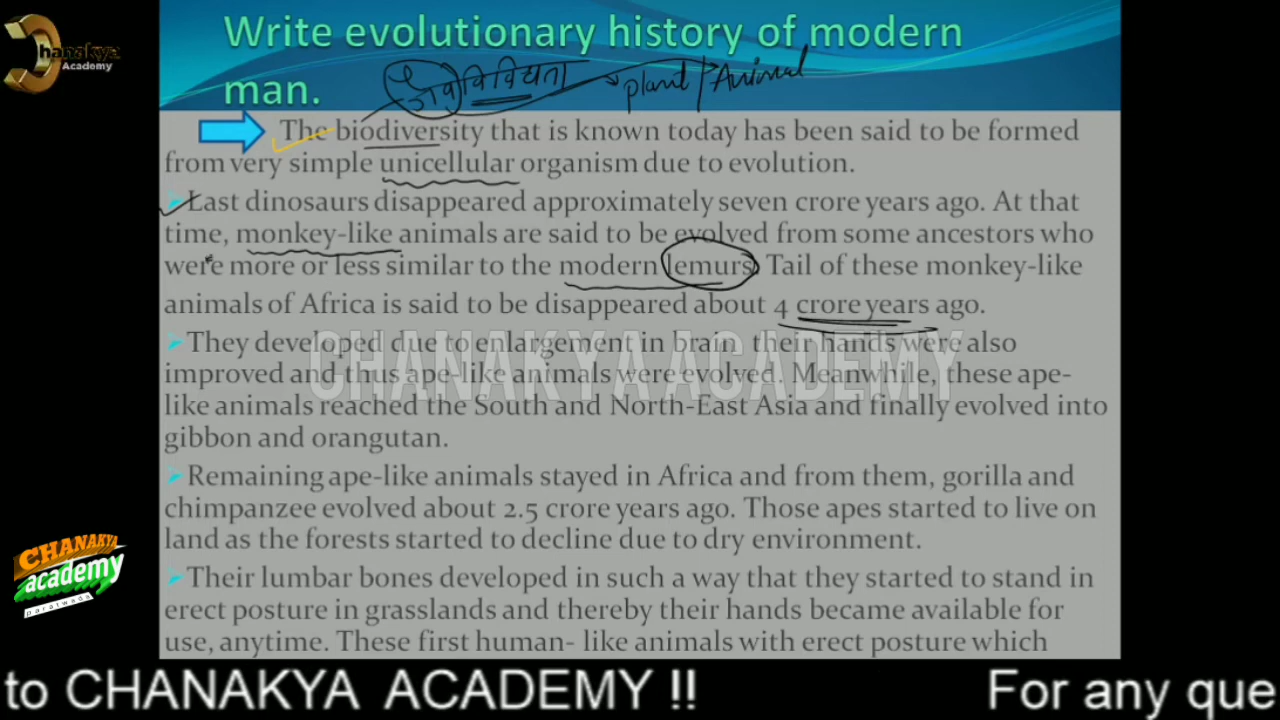 Chanakya
Academy
Write evolutionary history of modern
man.
जैवविविधता → plant / Animal
The biodiversity that is known today has been said to be formed
from very simple unicellular organism due to evolution.
Last dinosaurs disappeared approximately seven crore years ago. At that
time, monkey-like animals are said to be evolved from some ancestors who
were more or less similar to the modern lemurs. Tail of these monkey-like
animals of Africa is said to be disappeared about 4 crore years ago.
They developed due to enlargement in brain their hands were also
improved and thus ape-like animals were evolved. Meanwhile, these ape-
like animals reached the South and North-East Asia and finally evolved into
gibbon and orangutan.
CHANAKYA ACADEMY
Remaining ape-like animals stayed in Africa and from them, gorilla and
chimpanzee evolved about 2.5 crore years ago. Those apes started to live on
land as the forests started to decline due to dry environment.
Their lumbar bones developed in such a way that they started to stand in
erect posture in grasslands and thereby their hands became available for
use, anytime. These first human- like animals with erect posture which
CHANAKYA
academy
paratwada
to CHANAKYA ACADEMY !! For any que